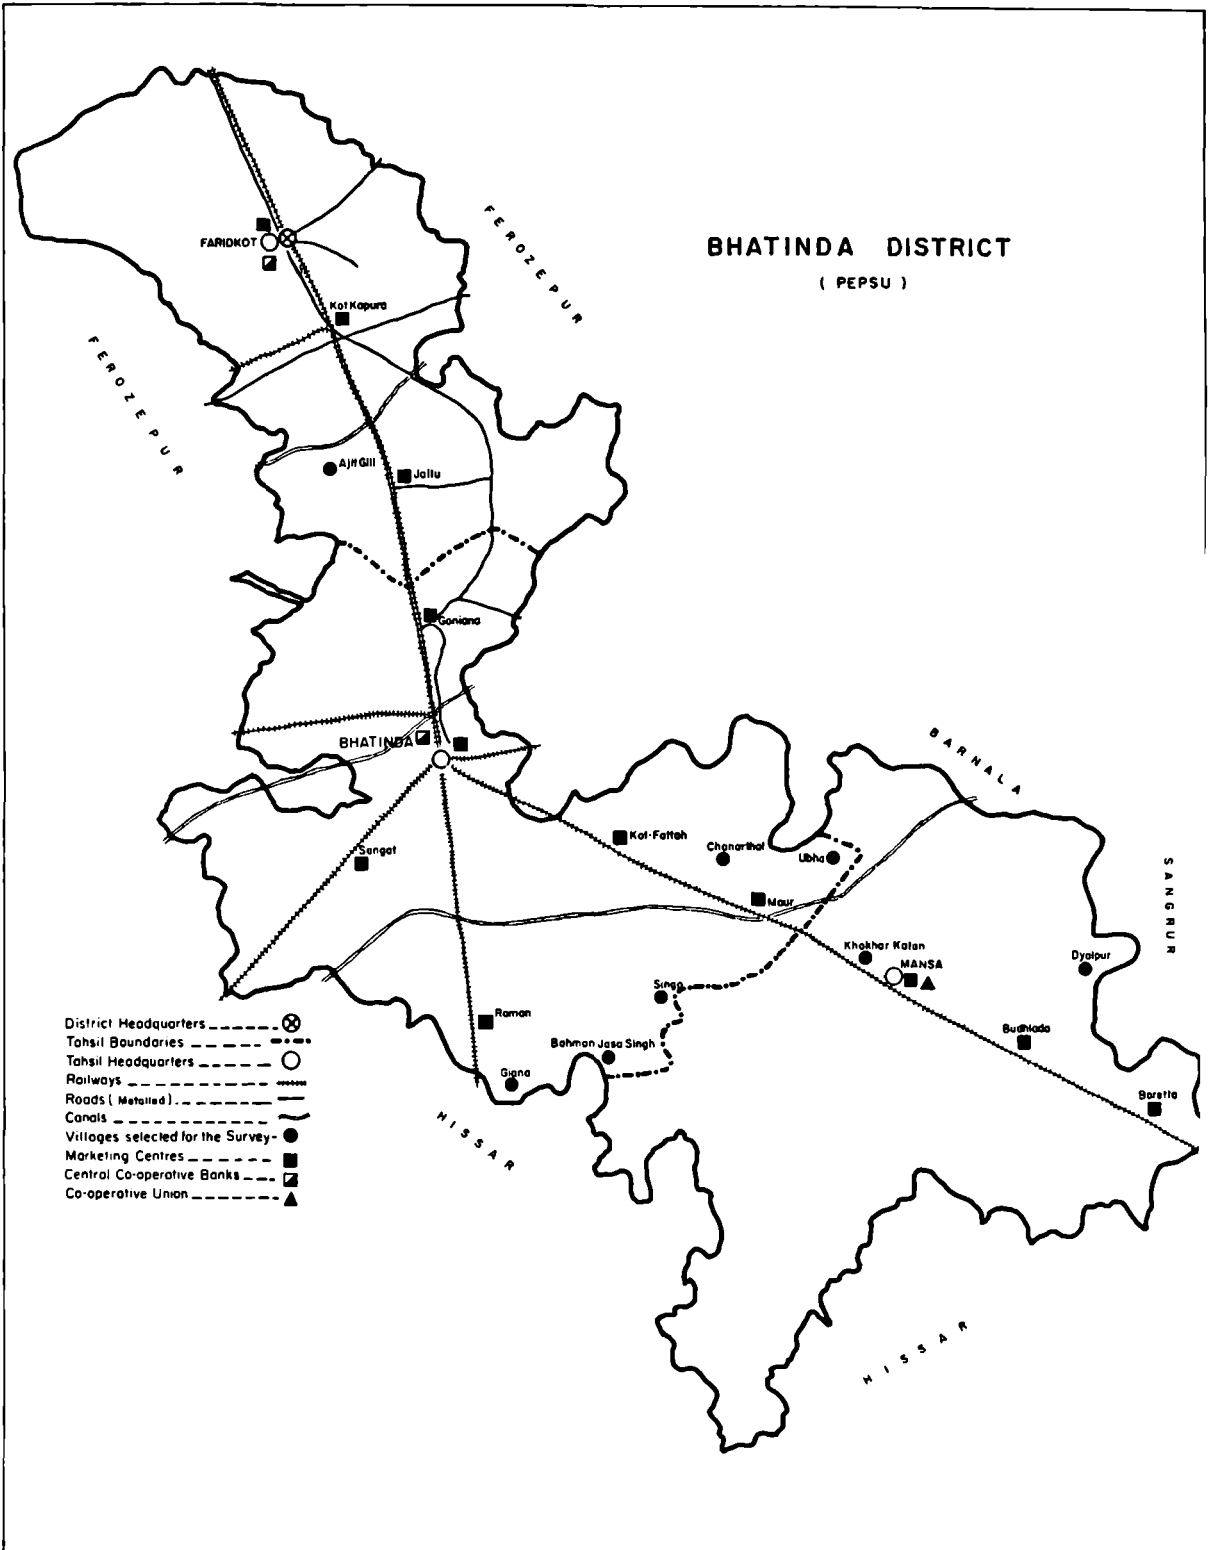 BHATINDA DISTRICT
( PEPSU )
FEROZEPUR
FEROZEPUR
FARIDKOT
Kot Kapura
Ajit Gill
Jaitu
Goniana
BHATINDA
BARNALA
SANGRUR
Sangat
Kot-Fatteh
Chanarthal
Ubha
Maur
Khokhar Kalan
MANSA
Dyalpur
Singo
Raman
Bahman Jasa Singh
Giana
Budhlada
Baretta
HISSAR
HISSAR
District Headquarters
Tahsil Boundaries
Tahsil Headquarters
Railways
Roads ( Metalled )
Canals
Villages selected for the Survey-
Marketing Centres
Central Co-operative Banks
Co-operative Union